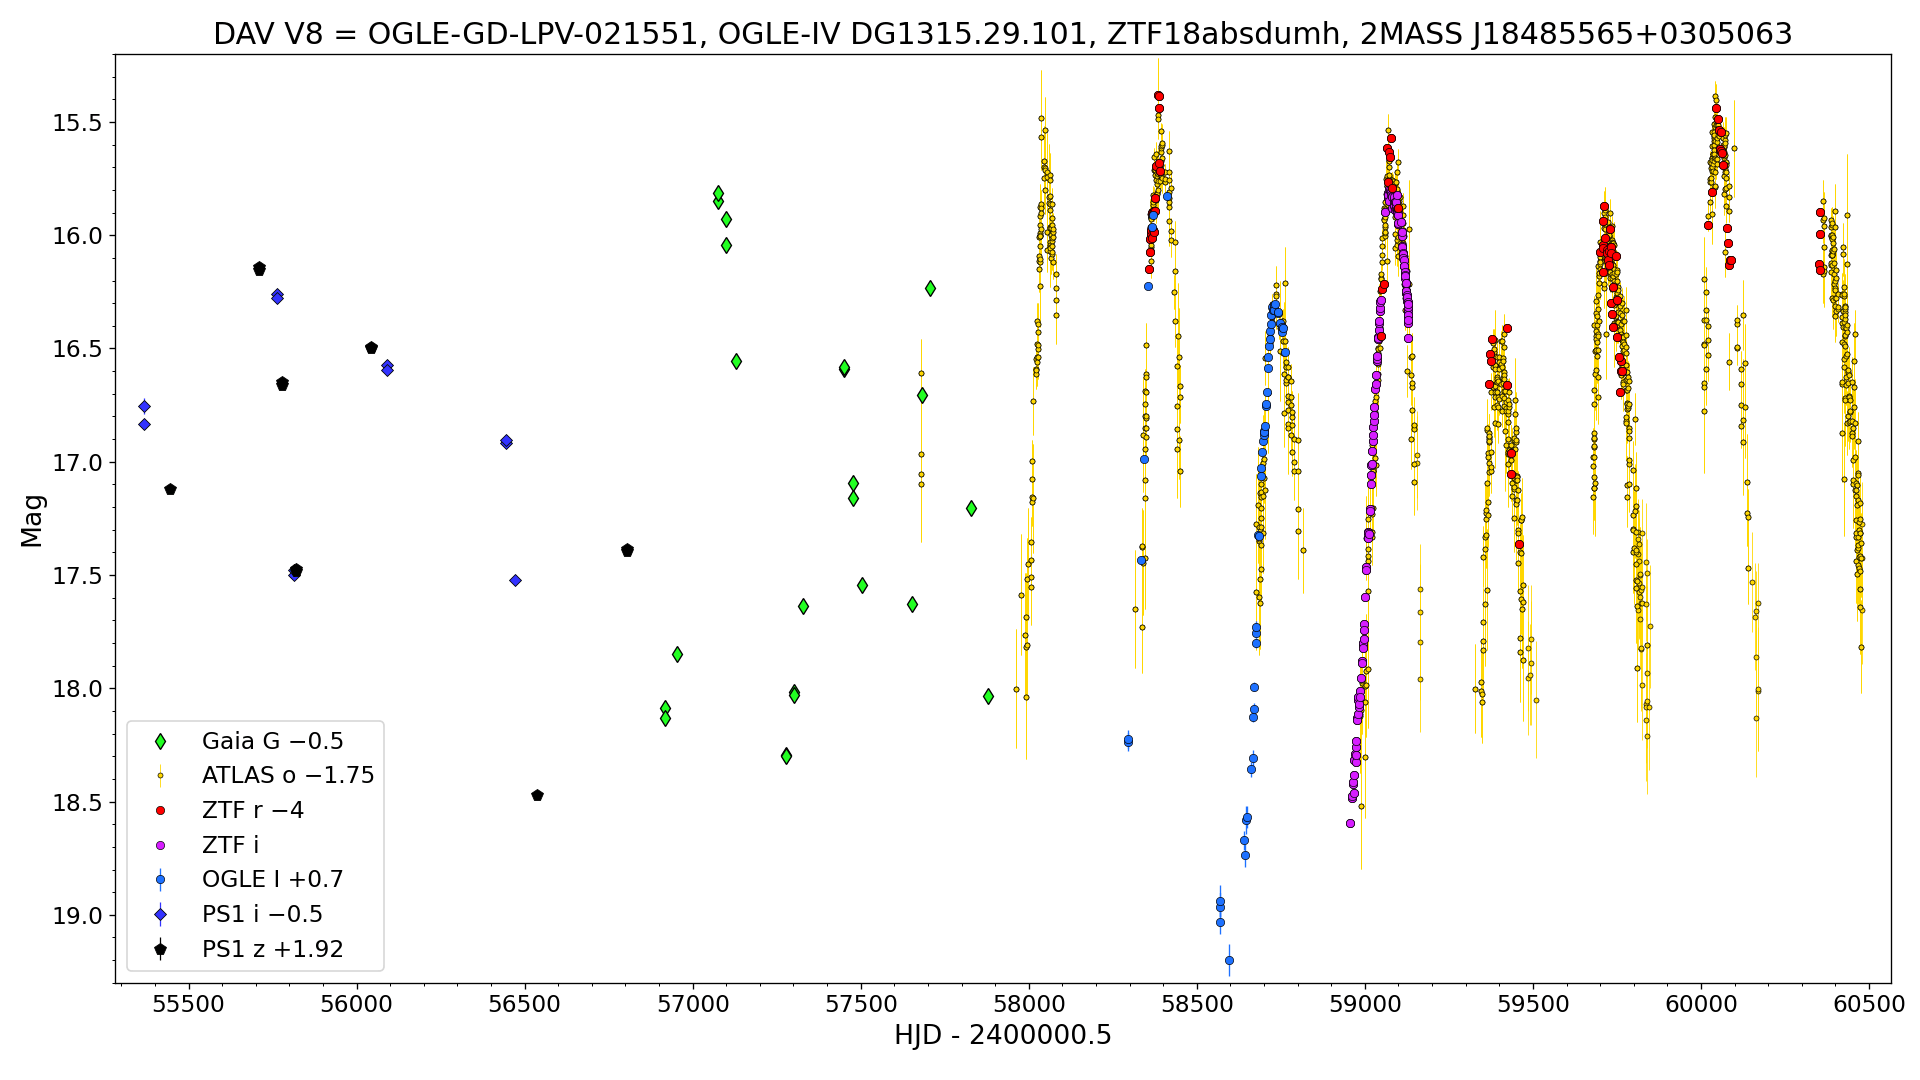 DAV V8 = OGLE-GD-LPV-021551, OGLE-IV DG1315.29.101, ZTF18absdumh, 2MASS J18485565+0305063
Mag
15.5
16.0
16.5
17.0
17.5
18.0
18.5
19.0
Gaia G −0.5
ATLAS o −1.75
ZTF r −4
ZTF i
OGLE I +0.7
PS1 i −0.5
PS1 z +1.92
55500 56000 56500 57000 57500 58000 58500 59000 59500 60000 60500
HJD - 2400000.5